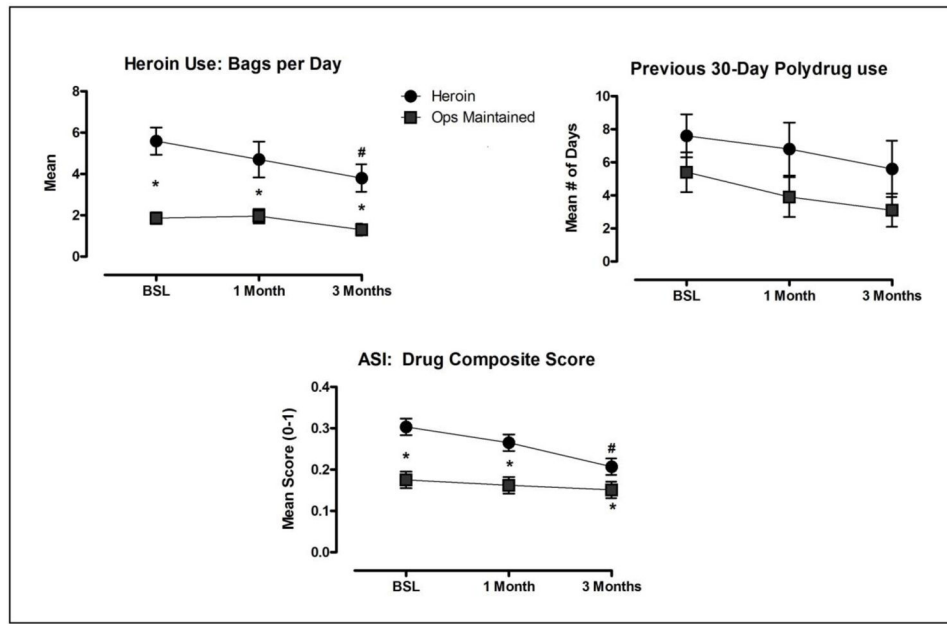 Heroin Use: Bags per Day
Mean
8
6
4
2
0
*
*
#
*
BSL
1 Month
3 Months
Heroin
Ops Maintained
Previous 30-Day Polydrug use
Mean # of Days
10
8
6
4
2
0
BSL
1 Month
3 Months
ASI: Drug Composite Score
Mean Score (0-1)
0.4
0.3
0.2
0.1
0.0
*
*
#
*
BSL
1 Month
3 Months